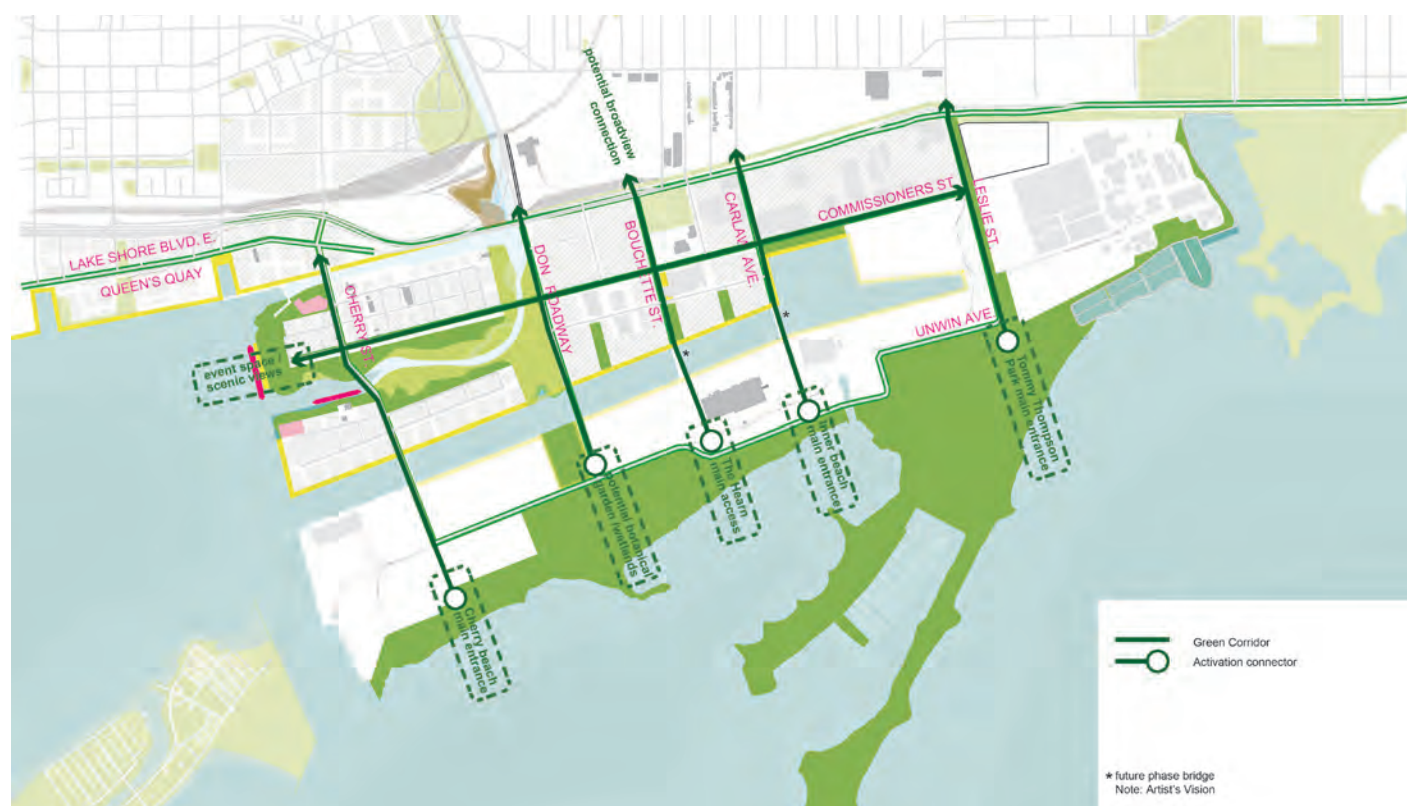 potential broadview
connection
LAKE SHORE BLVD. E.
QUEEN'S QUAY
CHERRY ST.
DON ROADWAY
BOUCHETTE ST.
CARLAW AVE.
COMMISSIONERS ST.
LESLIE ST.
UNWIN AVE.
event space /
scenic views
Cherry beach
main entrance
potential botanical
garden /wetlands
The Hearn
main access
Inner beach
main entrance
Tommy Thompson
Park main entrance
*
*
Green Corridor
Activation connector
* future phase bridge
Note: Artist's Vision